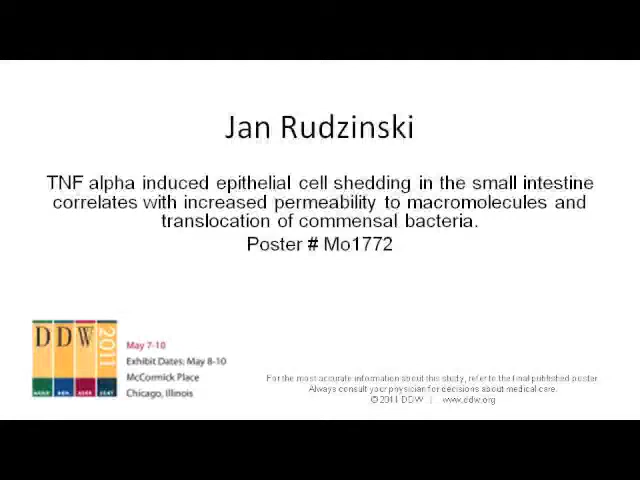 Jan Rudzinski
TNF alpha induced epithelial cell shedding in the small intestine
correlates with increased permeability to macromolecules and
translocation of commensal bacteria.
Poster # Mo1772
DDW 2011
May 7-10
Exhibit Dates: May 8-10
McCormick Place
Chicago, Illinois
For the most accurate information about this study, refer to the final published poster.
Always consult your physician for decisions about medical care.
© 2011 DDW | www.ddw.org